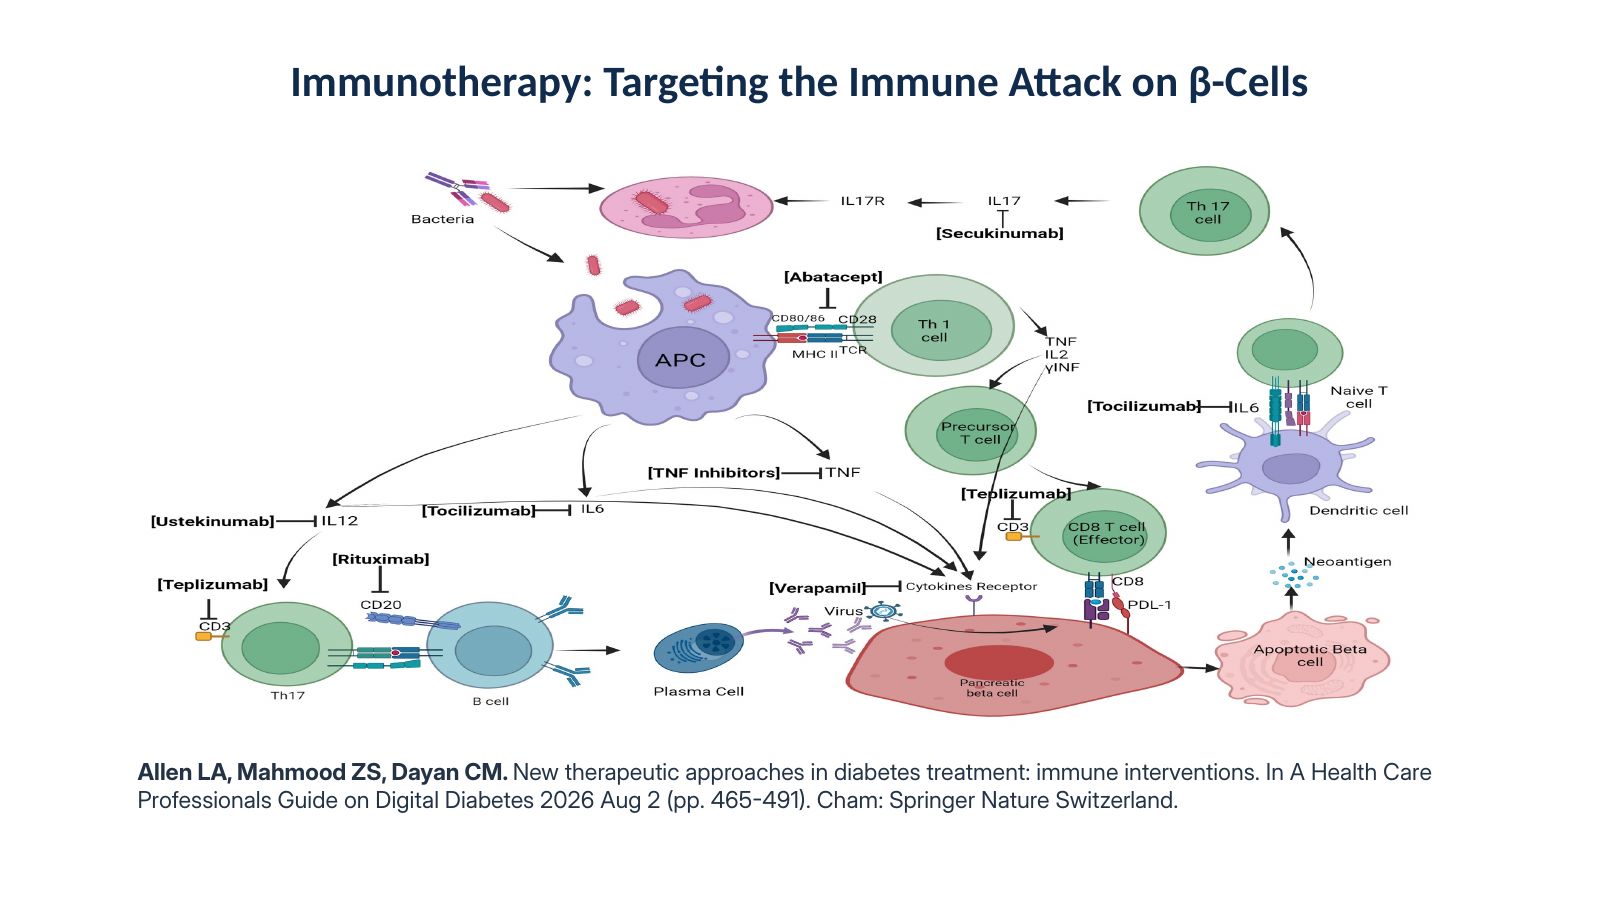 Immunotherapy: Targeting the Immune Attack on β-Cells
Bacteria
IL17R
IL17
[Secukinumab]
Th 17
cell
[Abatacept]
CD80/86
CD28
MHC II
TCR
Th 1
cell
APC
TNF
IL2
γINF
Precursor
T cell
[Tocilizumab]
IL6
Naive T
cell
Dendritic cell
[TNF Inhibitors]
TNF
[Ustekinumab]
IL12
[Tocilizumab]
IL6
[Teplizumab]
CD3
CD8 T cell
(Effector)
[Rituximab]
CD20
[Teplizumab]
CD3
Th17
B cell
Plasma Cell
[Verapamil]
Cytokines Receptor
Virus
CD8
PDL-1
Pancreatic
beta cell
Neoantigen
Apoptotic Beta
cell
Allen LA, Mahmood ZS, Dayan CM. New therapeutic approaches in diabetes treatment: immune interventions. In A Health Care
Professionals Guide on Digital Diabetes 2026 Aug 2 (pp. 465-491). Cham: Springer Nature Switzerland.